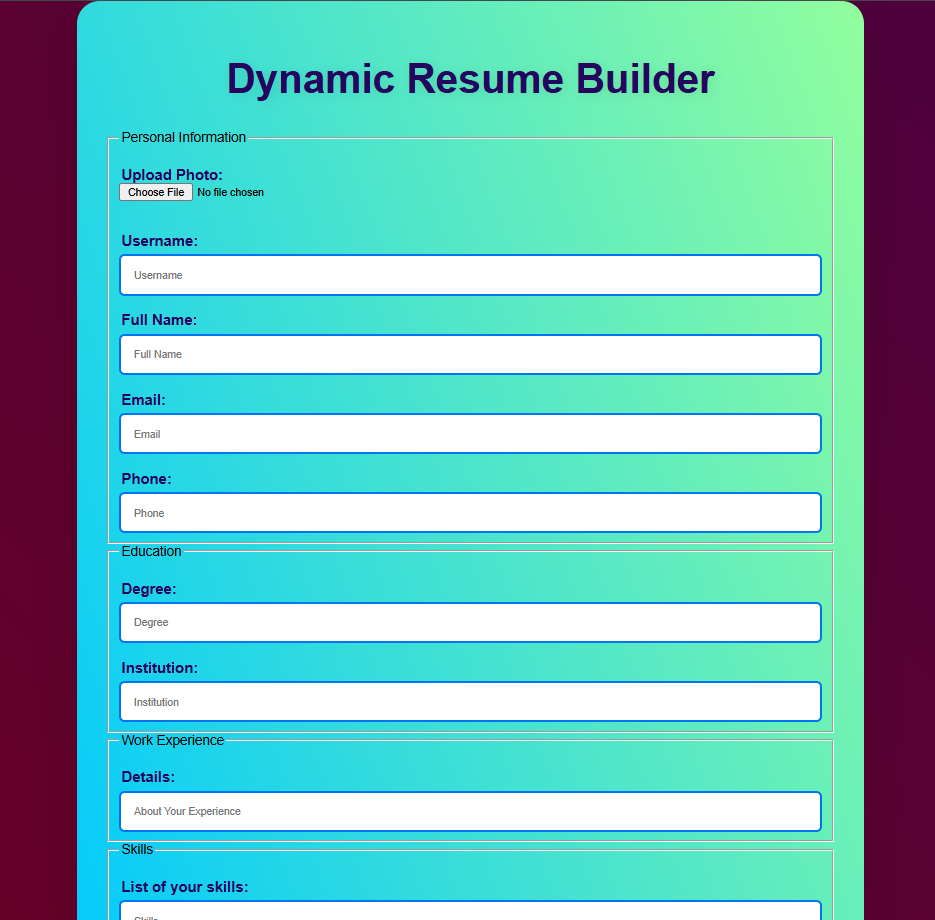 Dynamic Resume Builder
Personal Information
Upload Photo:
Choose File No file chosen
Username:
Username
Full Name:
Full Name
Email:
Email
Phone:
Phone
Education
Degree:
Degree
Institution:
Institution
Work Experience
Details:
About Your Experience
Skills
List of your skills:
Skills